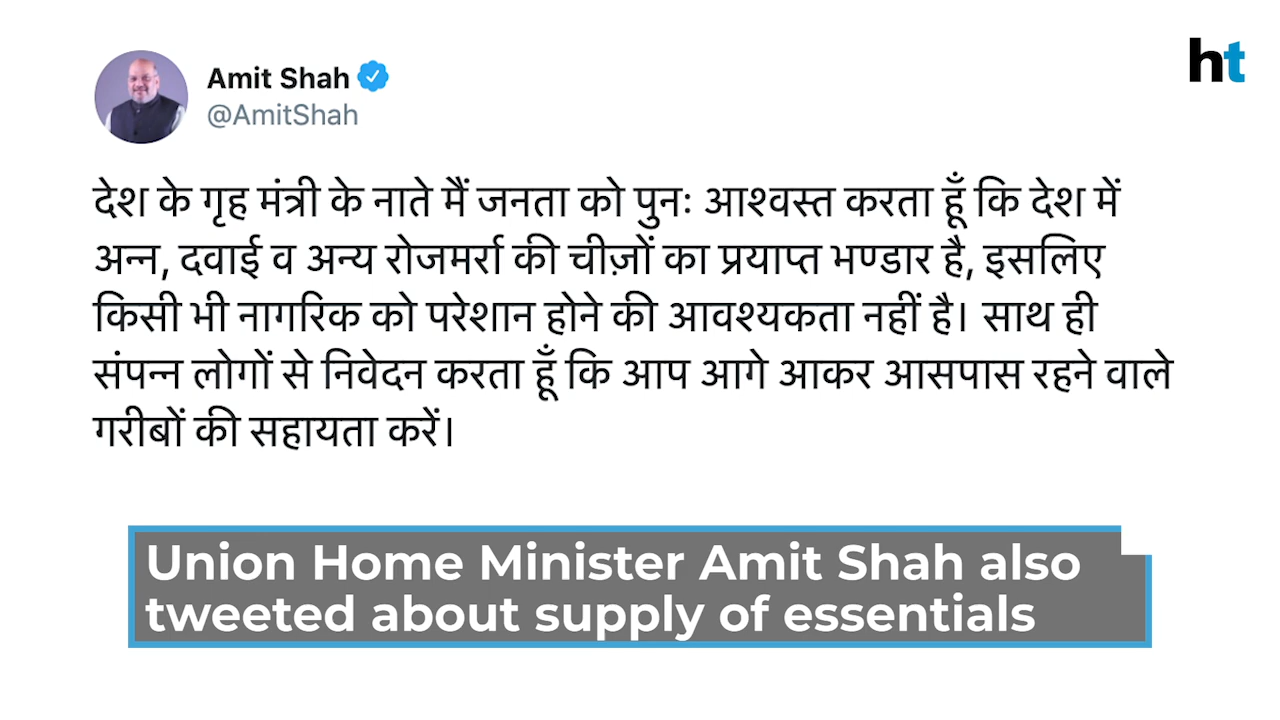 ht
Amit Shah
@AmitShah
देश के गृह मंत्री के नाते मैं जनता को पुनः आश्वस्त करता हूँ कि देश में
अन्न, दवाई व अन्य रोजमर्रा की चीज़ों का प्रयाप्त भण्डार है, इसलिए
किसी भी नागरिक को परेशान होने की आवश्यकता नहीं है। साथ ही
संपन्न लोगों से निवेदन करता हूँ कि आप आगे आकर आसपास रहने वाले
गरीबों की सहायता करें।
Union Home Minister Amit Shah also
tweeted about supply of essentials